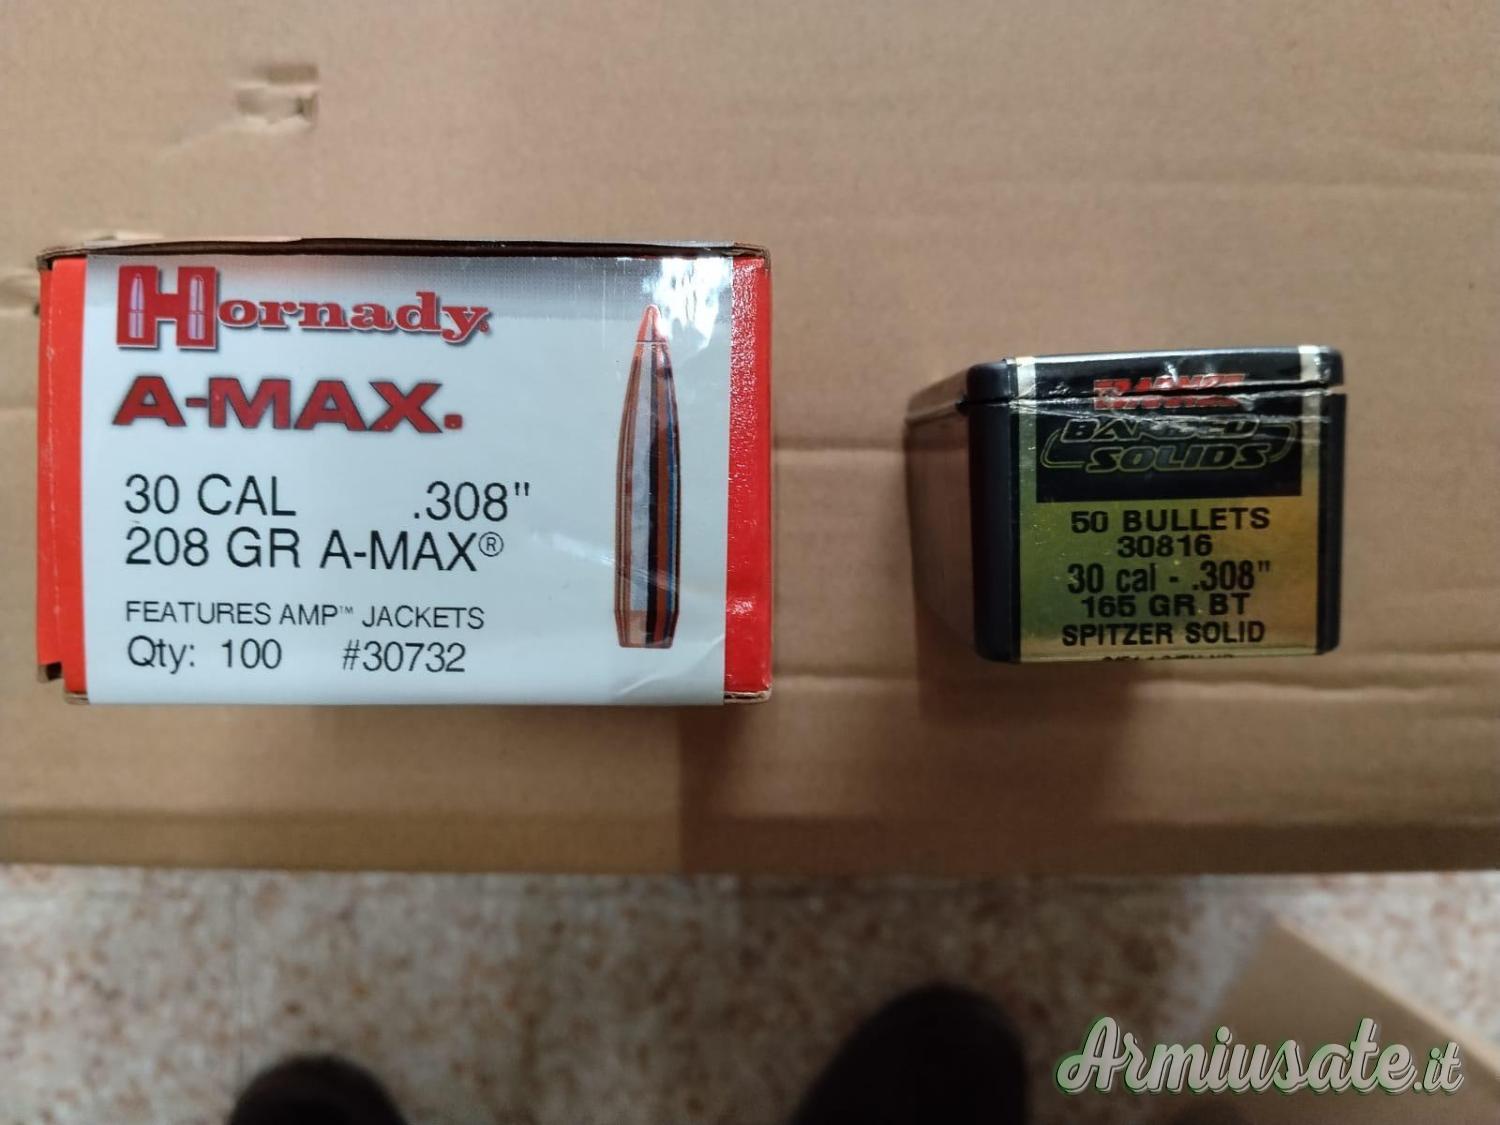 Hornady
A-MAX.
30 CAL .308"
208 GR A-MAX®
FEATURES AMP™ JACKETS
Qty: 100 #30732
BARNES
BANDED
SOLIDS
50 BULLETS
30816
30 cal - .308"
165 GR BT
SPITZER SOLID
Armiusate.it